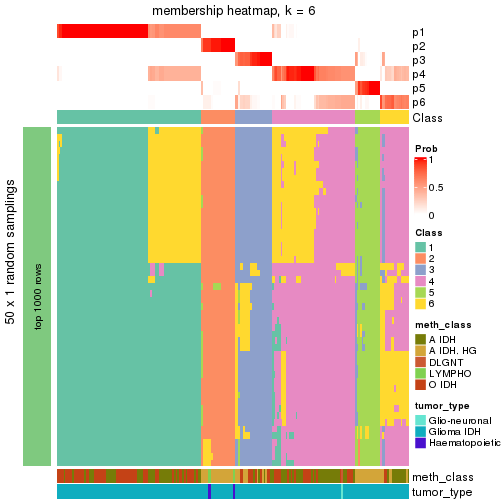 membership heatmap, k = 6
p1
p2
p3
p4
p5
p6
Class
50 x 1 random samplings
top 1000 rows
Prob
1
0.5
0
Class
1
2
3
4
5
6
meth_class
A IDH
A IDH, HG
DLGNT
LYMPHO
O IDH
tumor_type
Glio-neuronal
Glioma IDH
Haematopoietic
meth_class
tumor_type